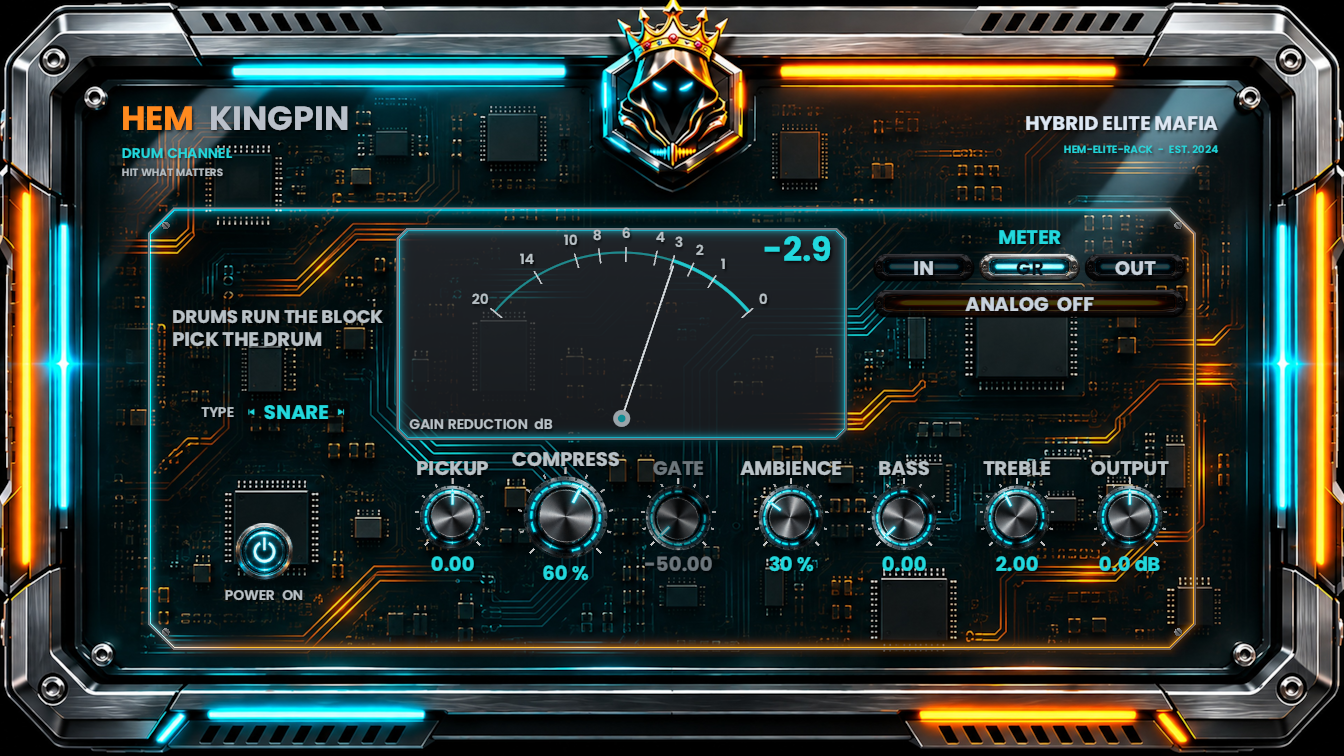 HEM KINGPIN
DRUM CHANNEL
HIT WHAT MATTERS
HYBRID ELITE MAFIA
HEM-ELITE-RACK - EST. 2024
20 14 10 8 6 4 3 2 1 0
-2.9
GAIN REDUCTION dB
METER
IN GR OUT
ANALOG OFF
DRUMS RUN THE BLOCK
PICK THE DRUM
TYPE SNARE
PICKUP COMPRESS GATE AMBIENCE BASS TREBLE OUTPUT
0.00 60 % -50.00 30 % 0.00 2.00 0.0 dB
POWER ON